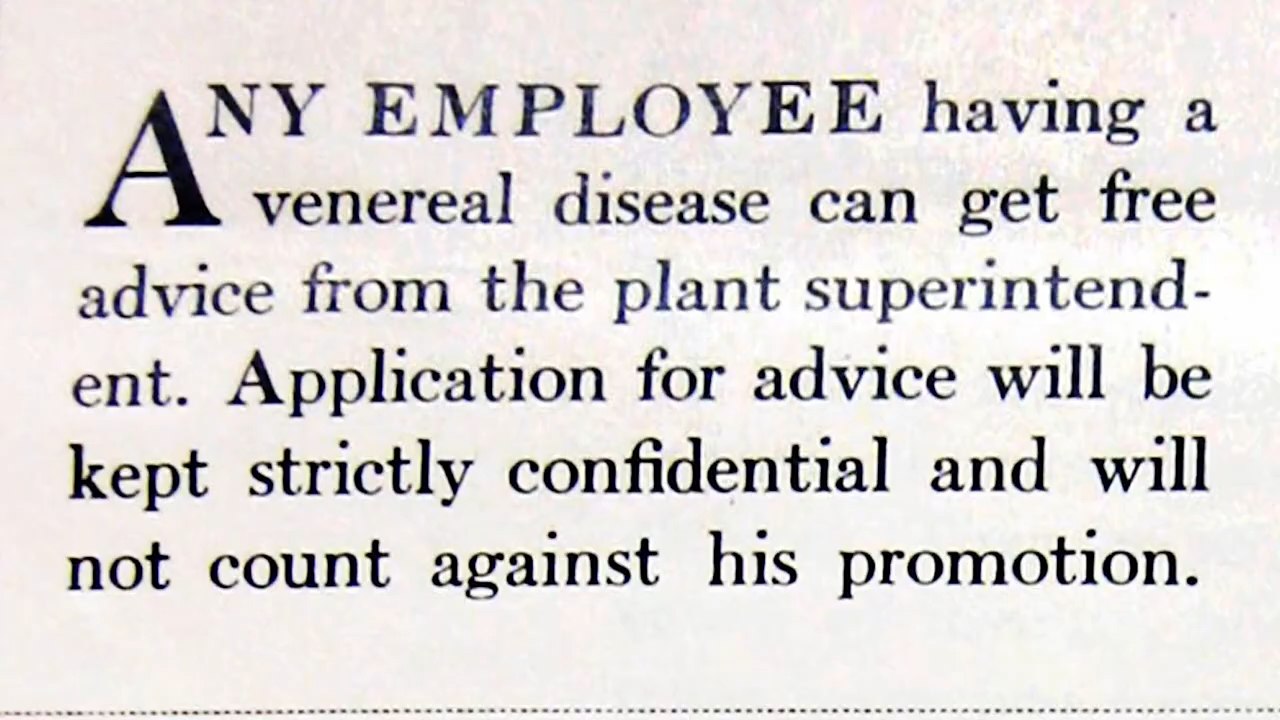 ANY EMPLOYEE having a
venereal disease can get free
advice from the plant superintend-
ent. Application for advice will be
kept strictly confidential and will
not count against his promotion.